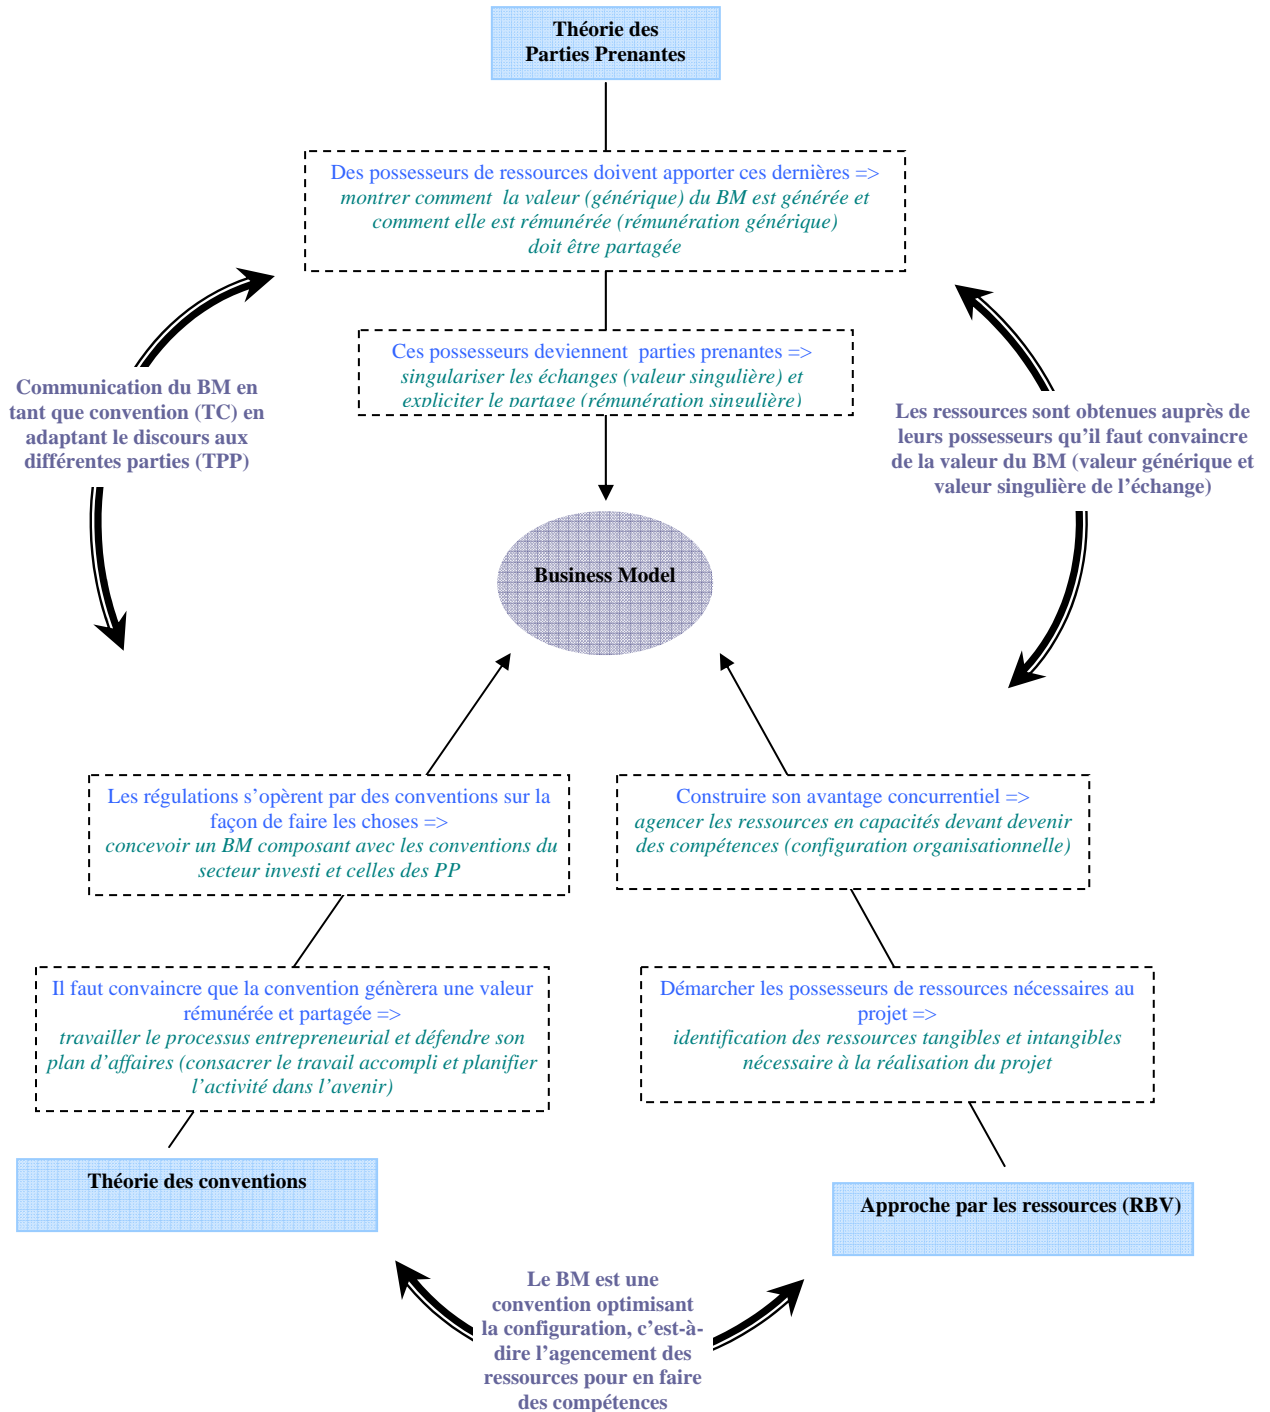 Théorie des
Parties Prenantes
Des possesseurs de ressources doivent apporter ces dernières =>
montrer comment la valeur (générique) du BM est générée et
comment elle est rémunérée (rémunération générique)
doit être partagée
Ces possesseurs deviennent parties prenantes =>
singulariser les échanges (valeur singulière) et
expliciter le partage (rémunération singulière)
Communication du BM en
tant que convention (TC) en
adaptant le discours aux
différentes parties (TPP)
Les ressources sont obtenues auprès de
leurs possesseurs qu’il faut convaincre
de la valeur du BM (valeur générique et
valeur singulière de l’échange)
Business Model
Les régulations s’opèrent par des conventions sur la
façon de faire les choses =>
concevoir un BM composant avec les conventions du
secteur investi et celles des PP
Construire son avantage concurrentiel =>
agencer les ressources en capacités devant devenir
des compétences (configuration organisationnelle)
Il faut convaincre que la convention génèrera une valeur
rémunérée et partagée =>
travailler le processus entrepreneurial et défendre son
plan d’affaires (consacrer le travail accompli et planifier
l’activité dans l’avenir)
Démarcher les possesseurs de ressources nécessaires au
projet =>
identification des ressources tangibles et intangibles
nécessaire à la réalisation du projet
Théorie des conventions
Approche par les ressources (RBV)
Le BM est une
convention optimisant
la configuration, c’est-à-
dire l’agencement des
ressources pour en faire
des compétences